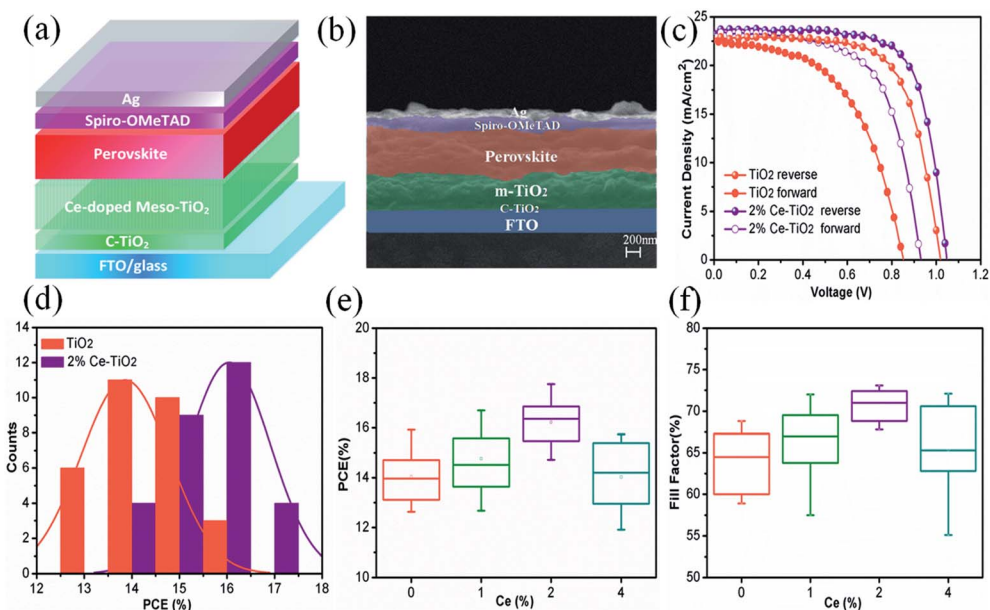 (a)
Ag
Spiro-OMeTAD
Perovskite
Ce-doped Meso-TiO₂
C-TiO₂
FTO/glass
(b)
Ag
Spiro-OMeTAD
Perovskite
m-TiO₂
C-TiO₂
FTO
200nm
(c)
Current Density (mA/cm²)
25
20
15
10
5
0
TiO₂ reverse
TiO₂ forward
2% Ce-TiO₂ reverse
2% Ce-TiO₂ forward
0.0 0.2 0.4 0.6 0.8 1.0
Voltage (V)
(d)
Counts
14
12
10
8
6
4
2
0
TiO₂
2% Ce-TiO₂
12 13 14 15 16 17 18
PCE (%)
(e)
PCE(%)
20
18
16
14
12
10
0 1 2 4
Ce (%)
(f)
Fill Factor(%)
80
75
70
65
60
55
50
0 1 2 4
Ce (%)